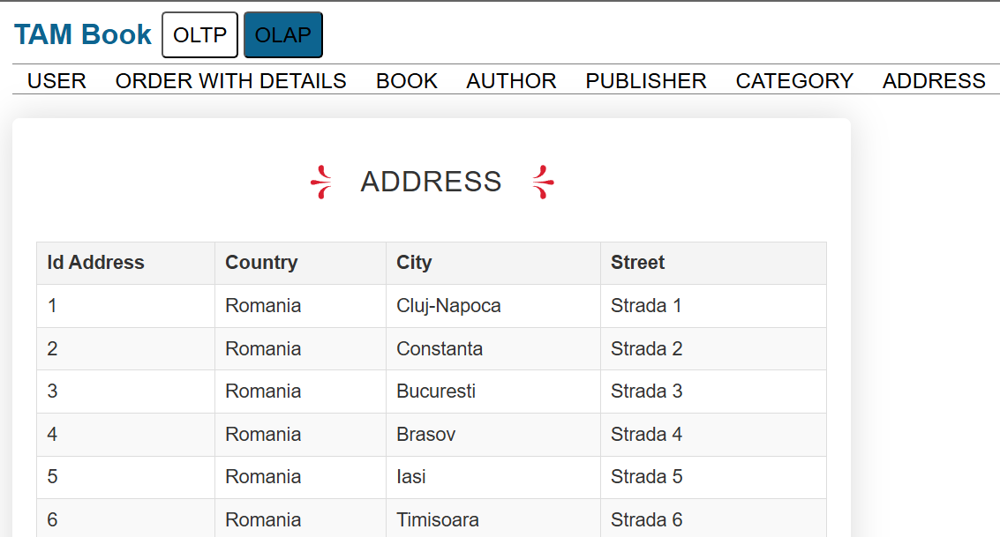 TAM Book OLTP OLAP
USER ORDER WITH DETAILS BOOK AUTHOR PUBLISHER CATEGORY ADDRESS
ADDRESS
Id Address Country City Street
1 Romania Cluj-Napoca Strada 1
2 Romania Constanta Strada 2
3 Romania Bucuresti Strada 3
4 Romania Brasov Strada 4
5 Romania Iasi Strada 5
6 Romania Timisoara Strada 6